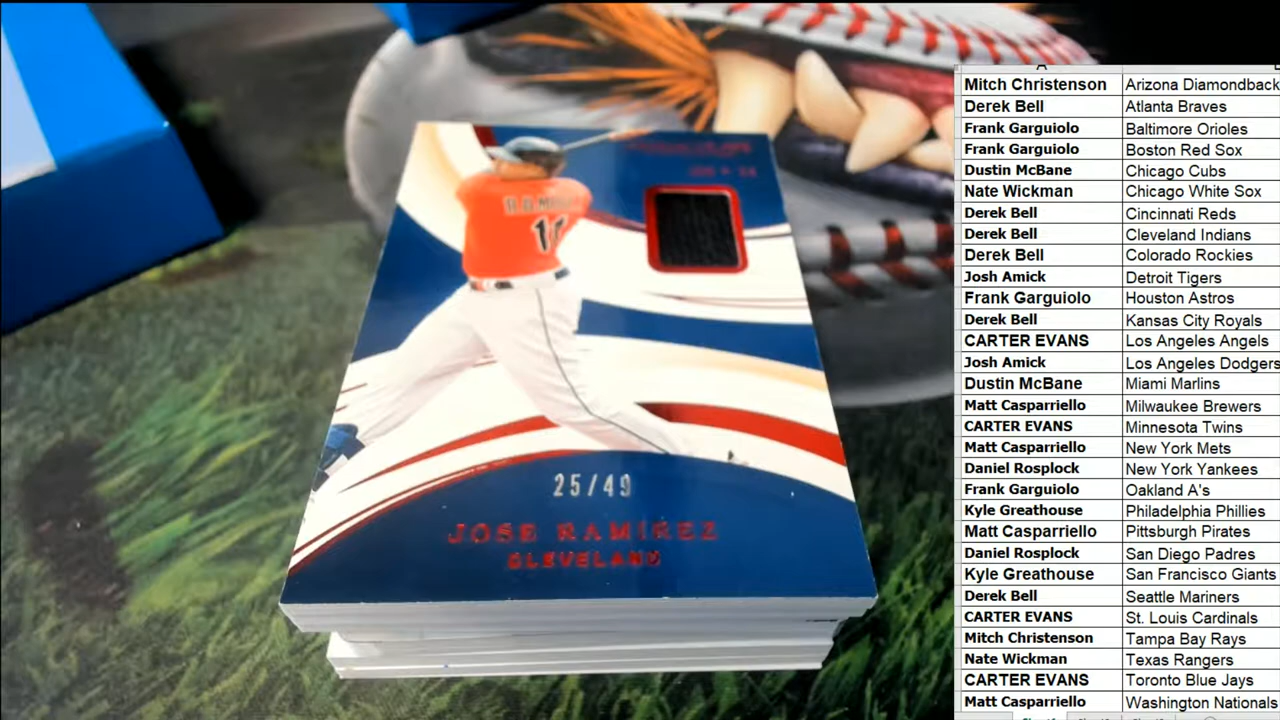 RAMIREZ
11
25/49
JOSE RAMIREZ
CLEVELAND
A
Mitch Christenson Arizona Diamondback
Derek Bell Atlanta Braves
Frank Garguiolo Baltimore Orioles
Frank Garguiolo Boston Red Sox
Dustin McBane Chicago Cubs
Nate Wickman Chicago White Sox
Derek Bell Cincinnati Reds
Derek Bell Cleveland Indians
Derek Bell Colorado Rockies
Josh Amick Detroit Tigers
Frank Garguiolo Houston Astros
Derek Bell Kansas City Royals
CARTER EVANS Los Angeles Angels
Josh Amick Los Angeles Dodgers
Dustin McBane Miami Marlins
Matt Casparriello Milwaukee Brewers
CARTER EVANS Minnesota Twins
Matt Casparriello New York Mets
Daniel Rosplock New York Yankees
Frank Garguiolo Oakland A's
Kyle Greathouse Philadelphia Phillies
Matt Casparriello Pittsburgh Pirates
Daniel Rosplock San Diego Padres
Kyle Greathouse San Francisco Giants
Derek Bell Seattle Mariners
CARTER EVANS St. Louis Cardinals
Mitch Christenson Tampa Bay Rays
Nate Wickman Texas Rangers
CARTER EVANS Toronto Blue Jays
Matt Casparriello Washington Nationals